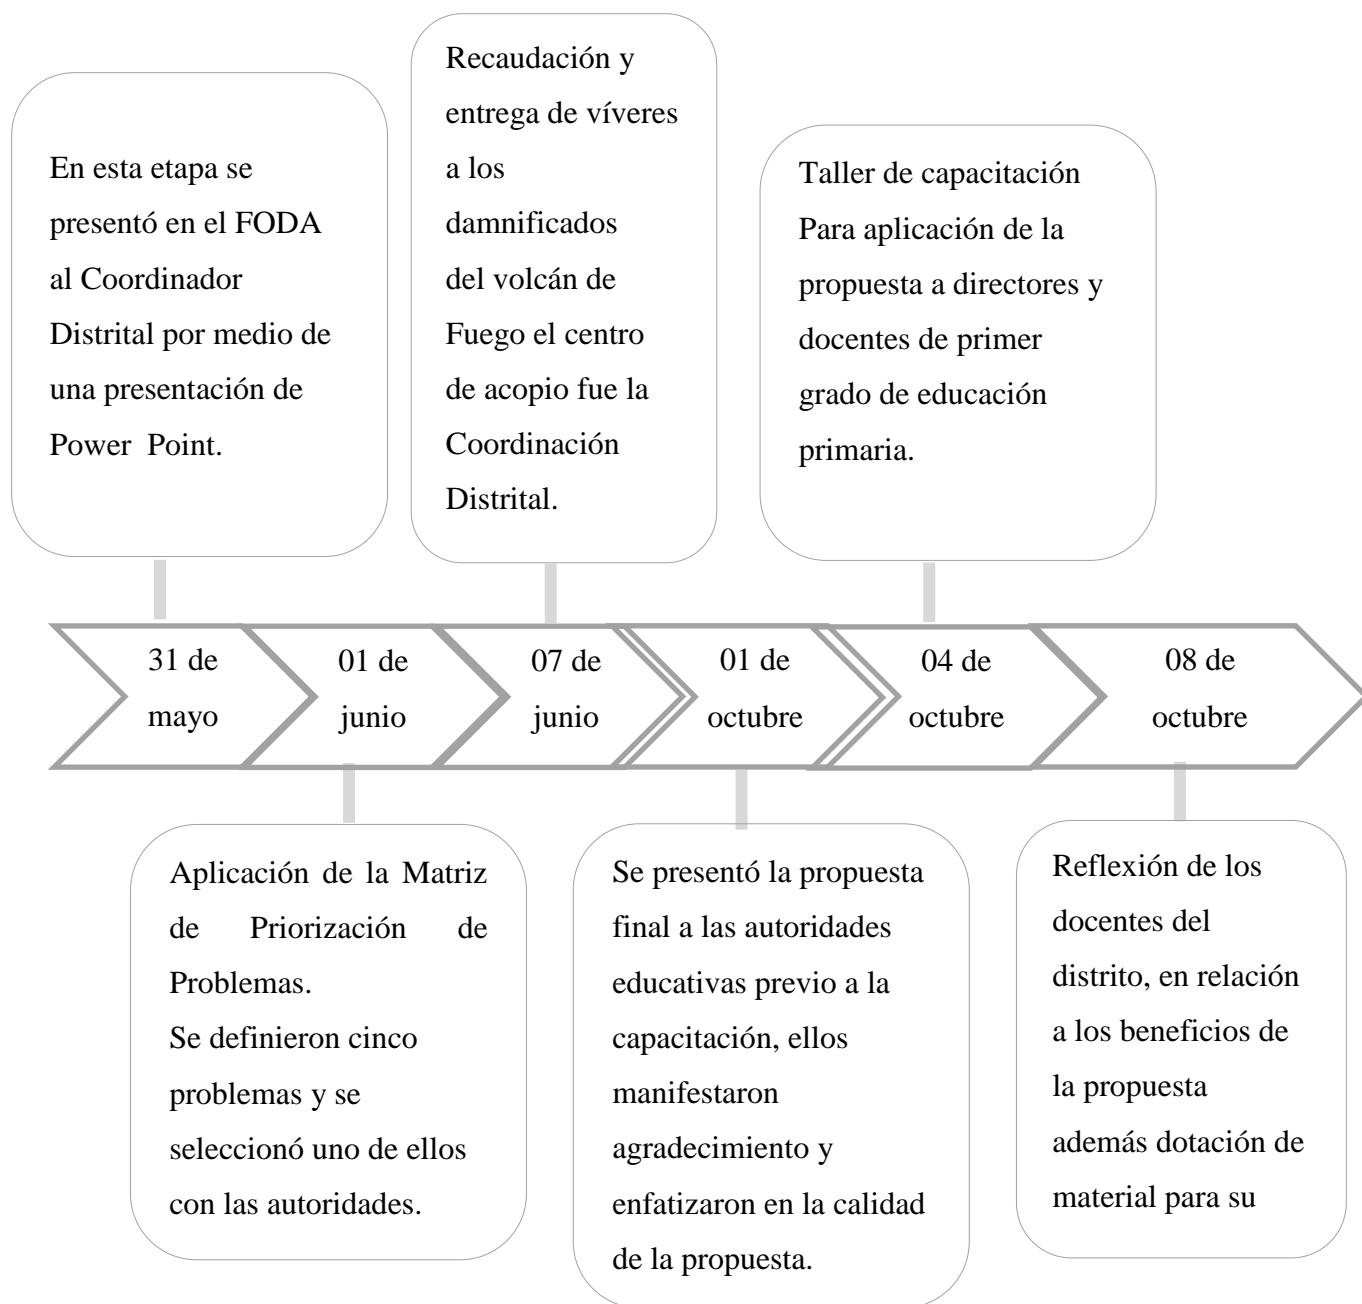 En esta etapa se
presentó en el FODA
al Coordinador
Distrital por medio de
una presentación de
Power  Point.
Recaudación y
entrega de víveres
a los
damnificados
del volcán de
Fuego el centro
de acopio fue la
Coordinación
Distrital.
Taller de capacitación
Para aplicación de la
propuesta a directores y
docentes de primer
grado de educación
primaria.
31 de
mayo
01 de
junio
07 de
junio
01 de
octubre
04 de
octubre
08 de
octubre
Aplicación de la Matriz
de Priorización de
Problemas.
Se definieron cinco
problemas y se
seleccionó uno de ellos
con las autoridades.
Se presentó la propuesta
final a las autoridades
educativas previo a la
capacitación, ellos
manifestaron
agradecimiento y
enfatizaron en la calidad
de la propuesta.
Reflexión de los
docentes del
distrito, en relación
a los beneficios de
la propuesta
además dotación de
material para su